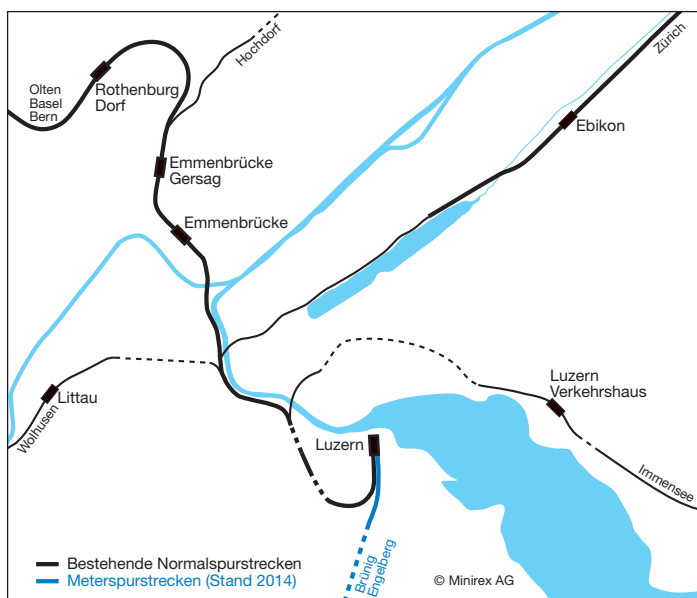 Hochdorf
Zürich
Olten
Basel
Bern
Rothenburg
Dorf
Ebikon
Emmenbrücke
Gersag
Emmenbrücke
Littau
Wolhusen
Luzern
Verkehrshaus
Luzern
Immensee
Brünig
Engelberg
Bestehende Normalspurstrecken
Meterspurstrecken (Stand 2014)
© Minirex AG